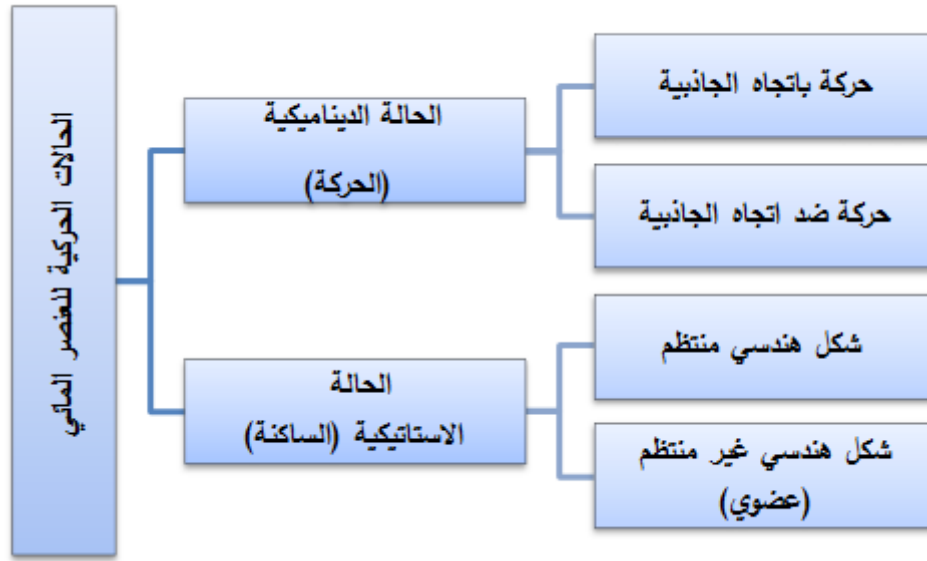 الحالات الحركية للعنصر المائي
الحالة الديناميكية
(الحركة)
حركة باتجاه الجاذبية
حركة ضد اتجاه الجاذبية
الحالة
الاستاتيكية (الساكنة)
شكل هندسي منتظم
شكل هندسي غير منتظم
(عضوي)